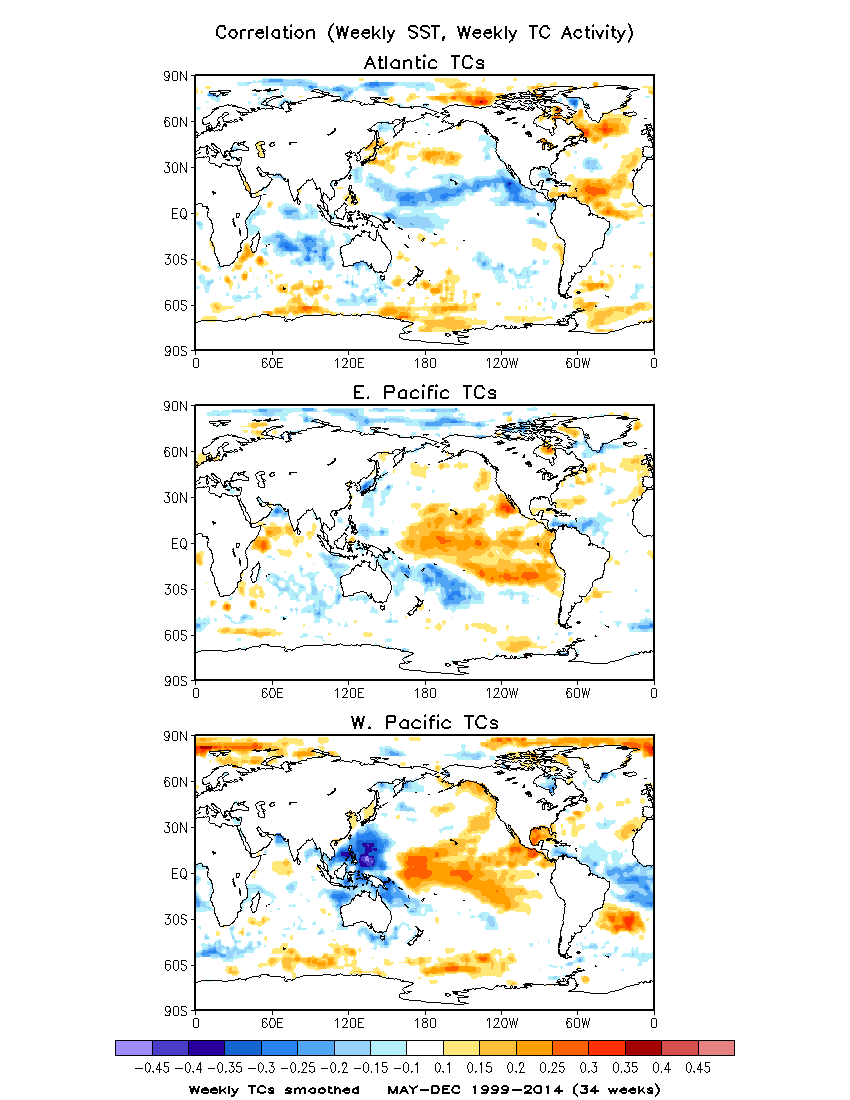 Correlation (Weekly SST, Weekly TC Activity)
Atlantic TCs
90N
60N
30N
EQ
30S
60S
90S
0 60E 120E 180 120W 60W 0
E. Pacific TCs
90N
60N
30N
EQ
30S
60S
90S
0 60E 120E 180 120W 60W 0
W. Pacific TCs
90N
60N
30N
EQ
30S
60S
90S
0 60E 120E 180 120W 60W 0
-0.45 -0.4 -0.35 -0.3 -0.25 -0.2 -0.15 -0.1 0.1 0.15 0.2 0.25 0.3 0.35 0.4 0.45
Weekly TCs smoothed MAY-DEC 1999-2014 (34 weeks)